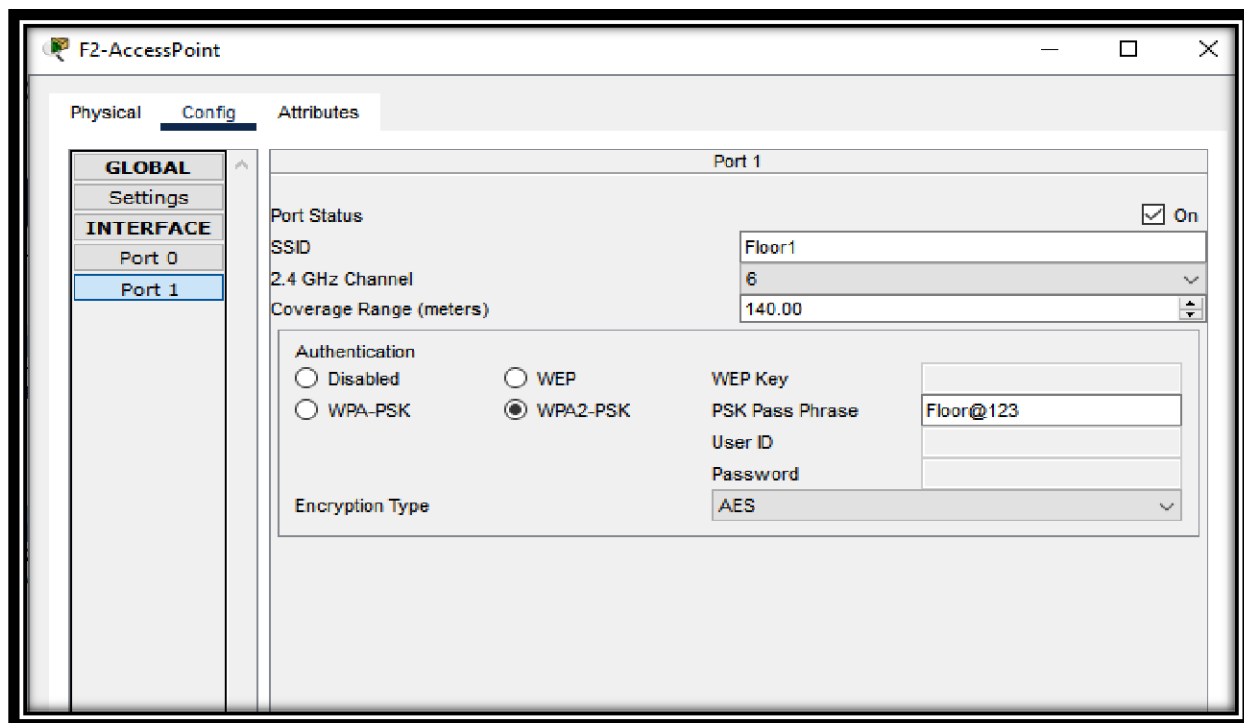 F2-AccessPoint
Physical Config Attributes
GLOBAL
Settings
INTERFACE
Port 0
Port 1
Port 1
Port Status On
SSID Floor1
2.4 GHz Channel 6
Coverage Range (meters) 140.00
Authentication
Disabled WEP WEP Key
WPA-PSK WPA2-PSK PSK Pass Phrase Floor@123
User ID
Password
Encryption Type AES